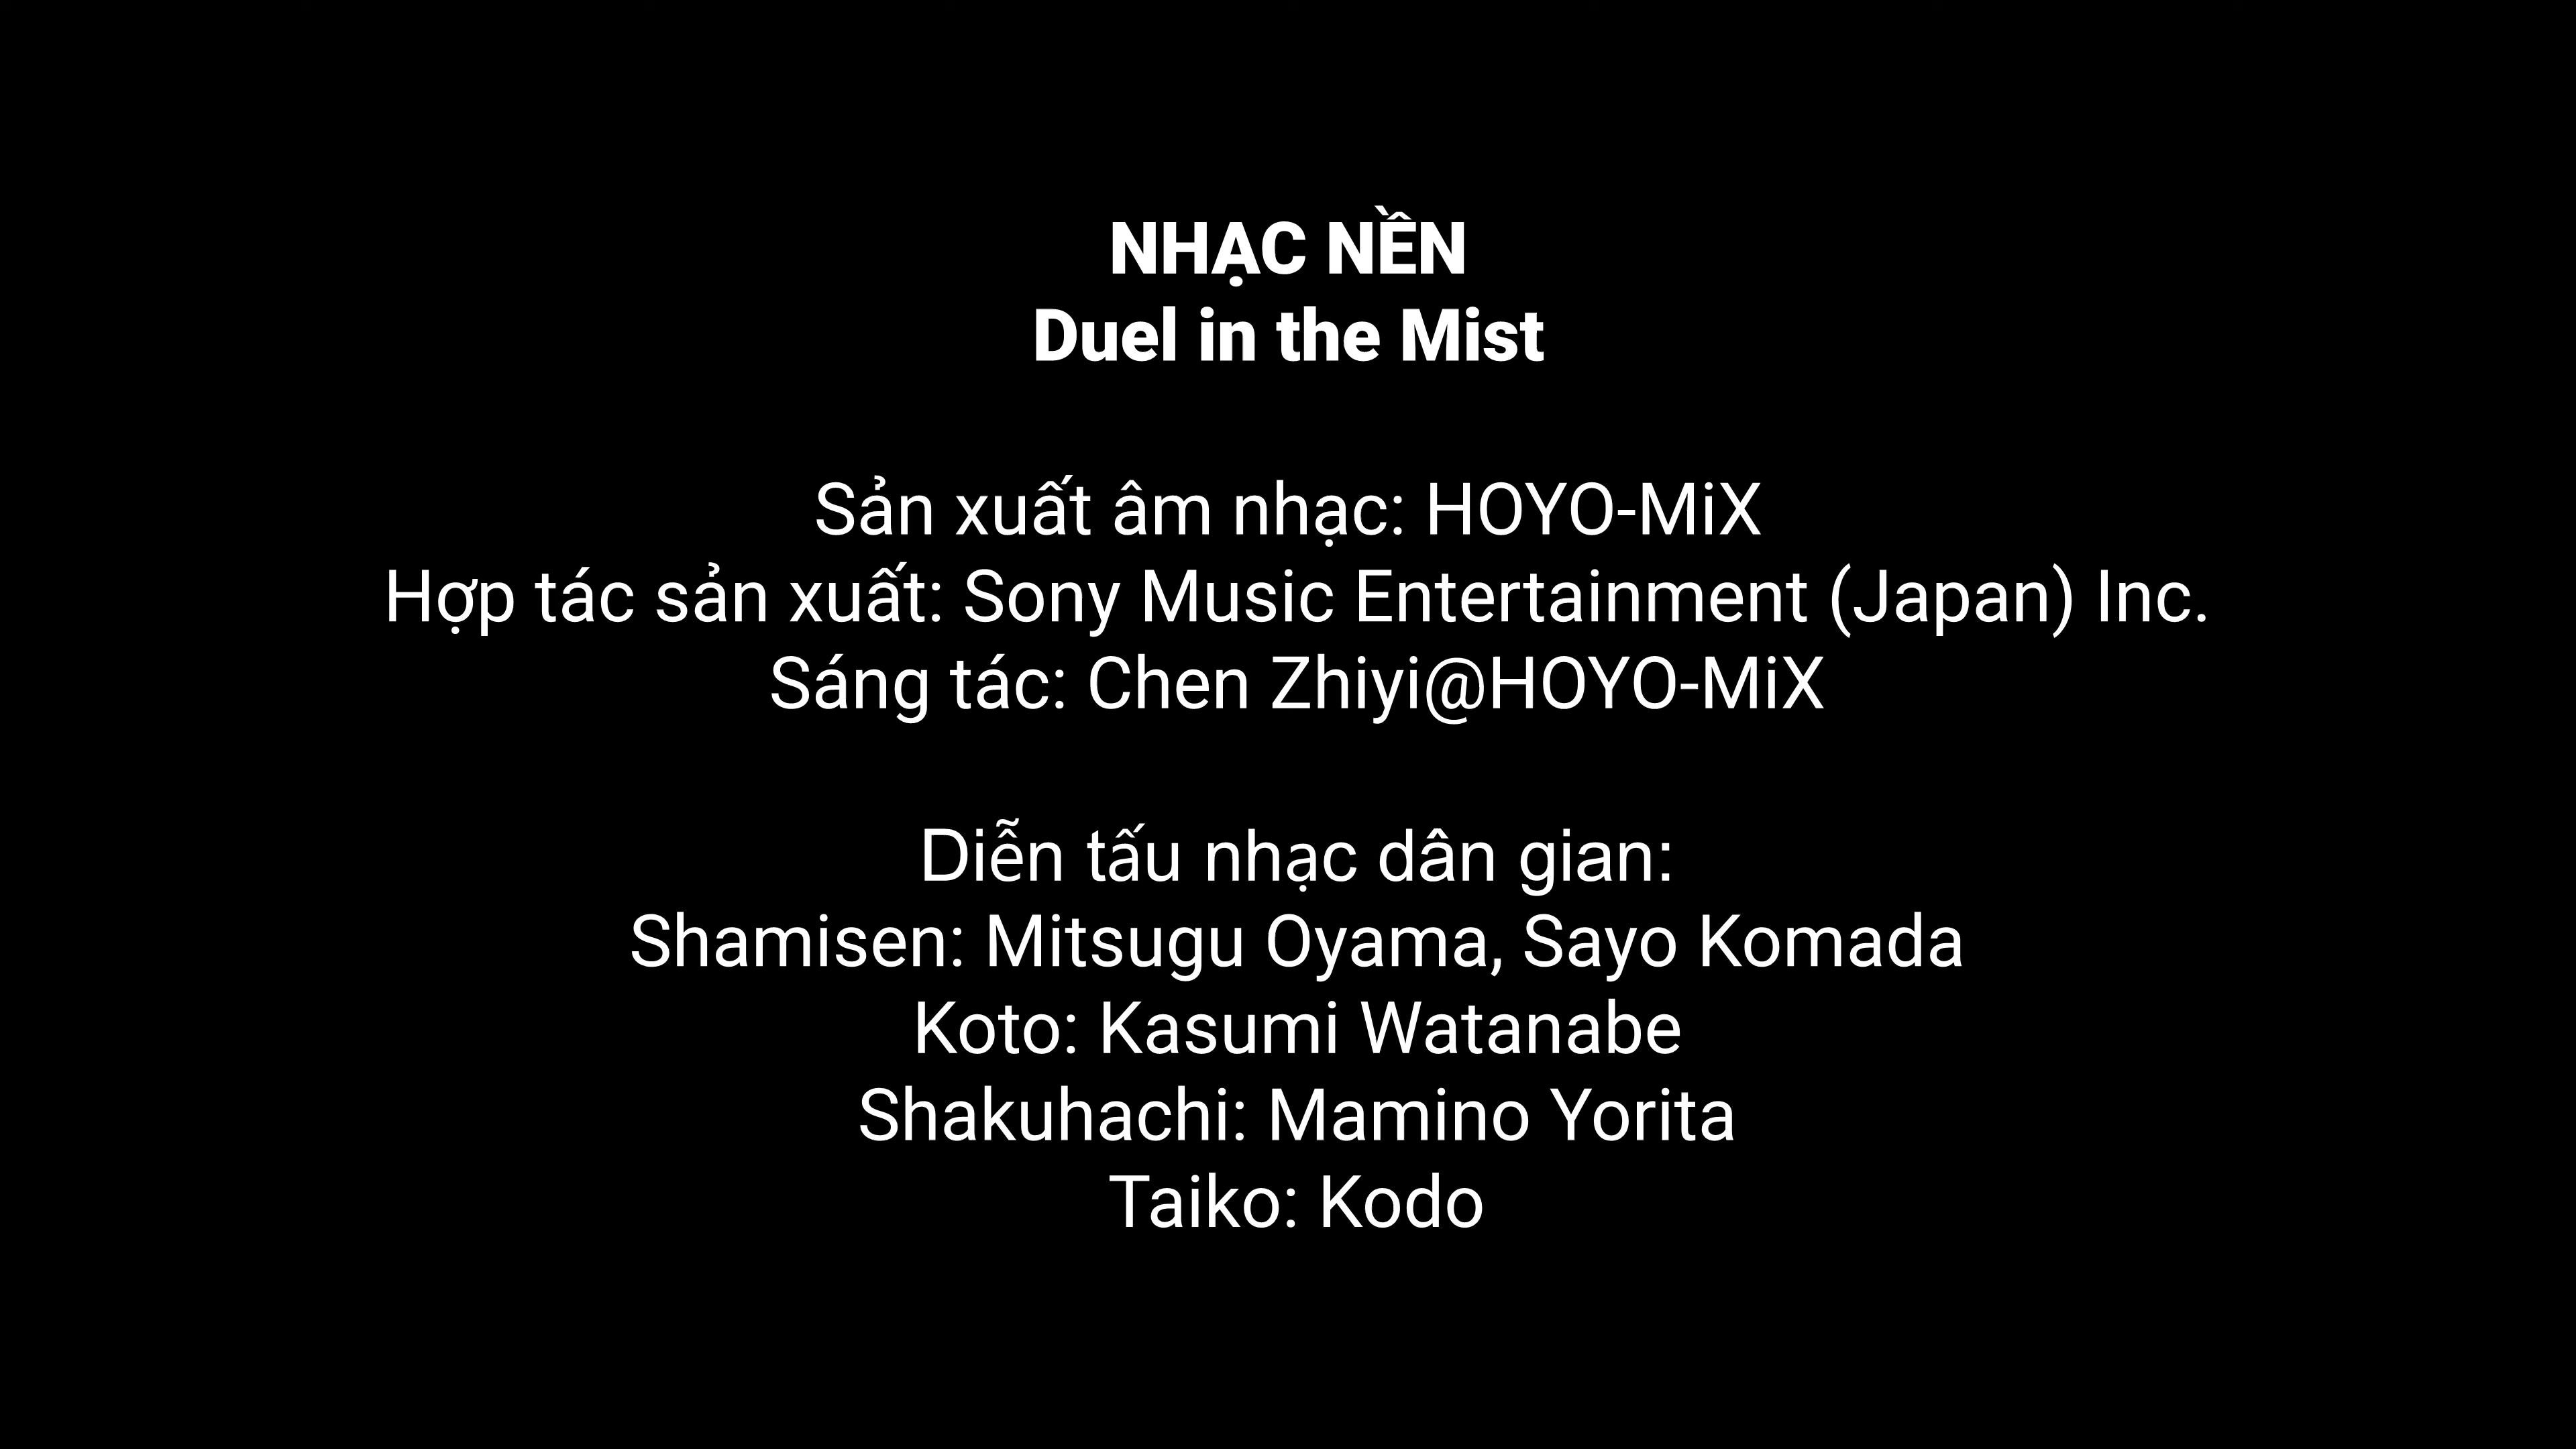 NHẠC NỀN
Duel in the Mist
Sản xuất âm nhạc: HOYO-MiX
Hợp tác sản xuất: Sony Music Entertainment (Japan) Inc.
Sáng tác: Chen Zhiyi@HOYO-MiX
Diễn tấu nhạc dân gian:
Shamisen: Mitsugu Oyama, Sayo Komada
Koto: Kasumi Watanabe
Shakuhachi: Mamino Yorita
Taiko: Kodo